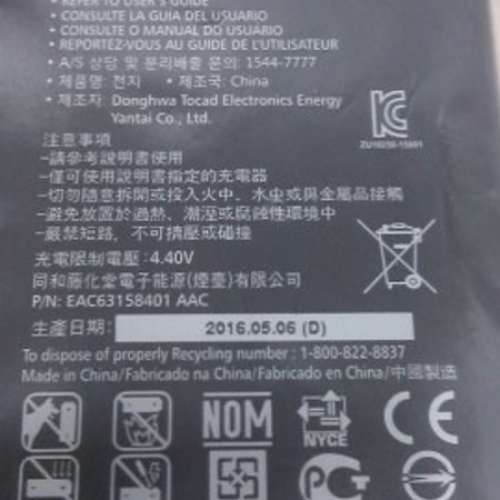 • REFER TO USER'S GUIDE
• CONSULTE LA GUIA DEL USUARIO
• CONSULTE O MANUAL DO USUARIO
• REPORTEZ-VOUS AU GUIDE DE L'UTILISATEUR
• A/S 상담 및 분리배출 문의: 1544-7777
• 제품명: 전지 • 제조국: China
• 제조자: Donghwa Tocad Electronics Energy
Yantai Co., Ltd.
注意事項
-請參考說明書使用
-僅可使用說明書指定的充電器
-切勿隨意拆開或投入火中、水中或與金屬品接觸
-避免放置於過熱、潮溼或腐蝕性環境中
-嚴禁短路，不可擠壓或碰撞
充電限制電壓：4.40V
同和藤化堂電子能源(煙臺)有限公司
P/N: EAC63158401 AAC
生產日期: 2016.05.06 (D)
To dispose of properly Recycling number : 1-800-822-8837
Made in China/Fabricado na China/Fabricado en China/中國製造
NOM
NYCE
CE